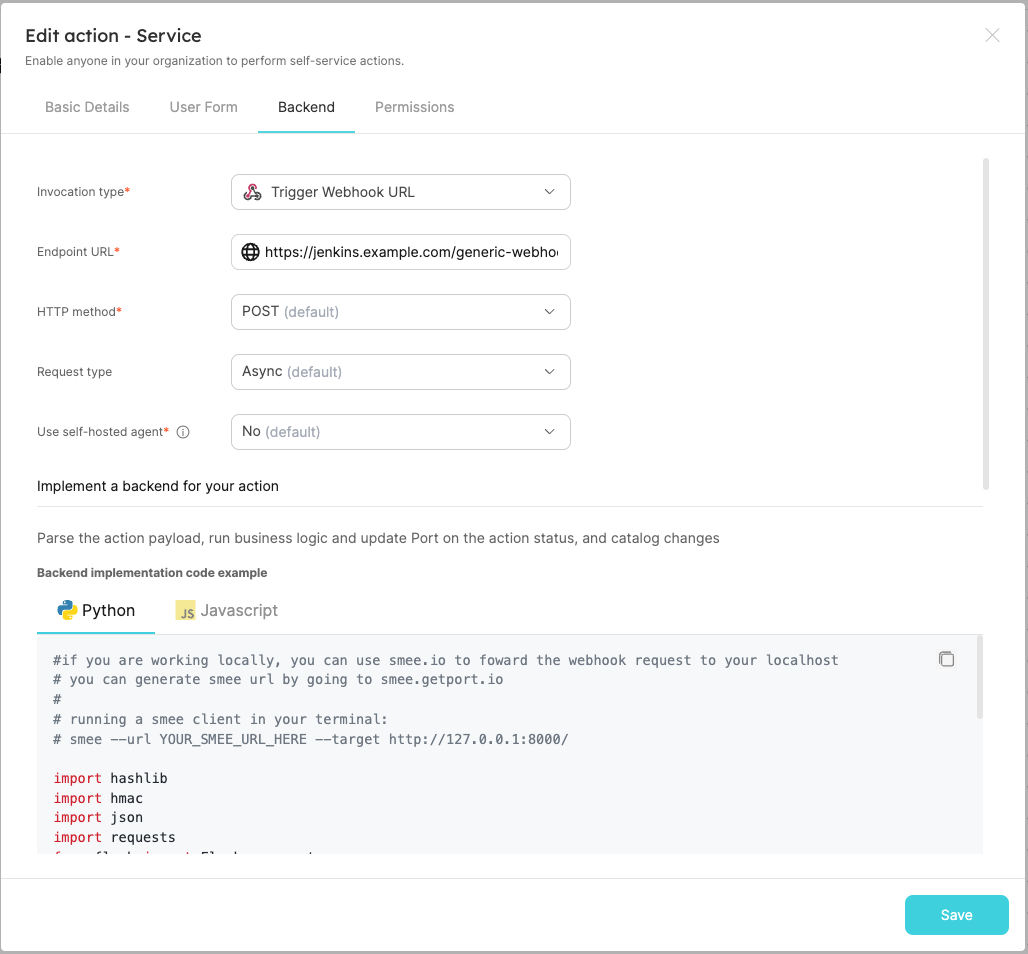 Edit action - Service
Enable anyone in your organization to perform self-service actions.
Basic Details User Form Backend Permissions
Invocation type* Trigger Webhook URL
Endpoint URL* https://jenkins.example.com/generic-webho
HTTP method* POST (default)
Request type Async (default)
Use self-hosted agent* No (default)
Implement a backend for your action
Parse the action payload, run business logic and update Port on the action status, and catalog changes
Backend implementation code example
Python JS Javascript
#if you are working locally, you can use smee.io to foward the webhook request to your localhost
# you can generate smee url by going to smee.getport.io
#
# running a smee client in your terminal:
# smee --url YOUR_SMEE_URL_HERE --target http://127.0.0.1:8000/
import hashlib
import hmac
import json
import requests
Save